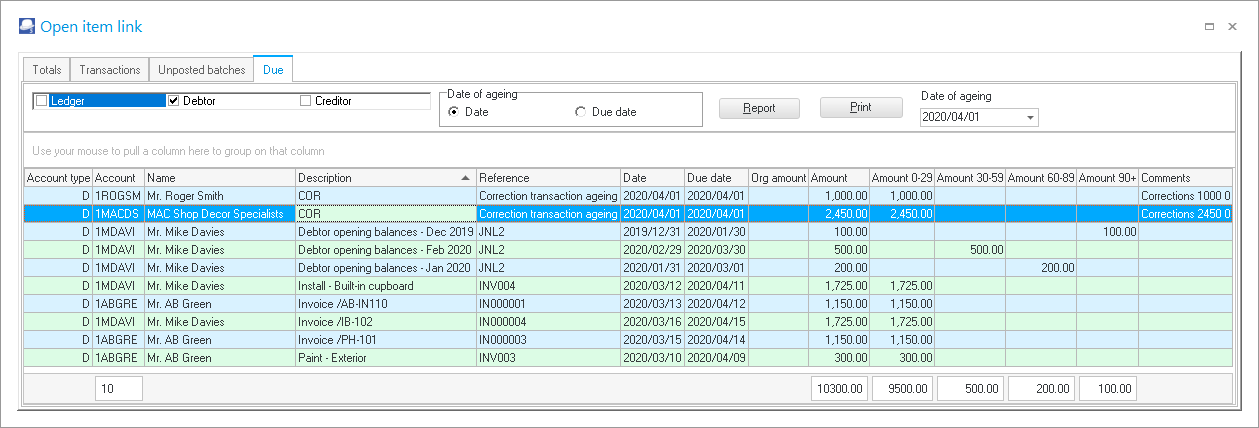 Open item link
Totals Transactions Unposted batches Due
Ledger Debtor Creditor
Date of ageing
Date Due date
Report
Print
Date of ageing
2020/04/01
Use your mouse to pull a column here to group on that column
Account type Account Name Description Reference Date Due date Org amount Amount Amount 0-29 Amount 30-59 Amount 60-89 Amount 90+ Comments
D 1ROGSM Mr. Roger Smith COR Correction transaction ageing 2020/04/01 2020/04/01 1,000.00 1,000.00 Corrections 1000 0
D 1MACDS MAC Shop Decor Specialists COR Correction transaction ageing 2020/04/01 2020/04/01 2,450.00 2,450.00 Corrections 2450 0
D 1MDAVI Mr. Mike Davies Debtor opening balances - Dec 2019 JNL2 2019/12/31 2020/01/30 100.00 100.00
D 1MDAVI Mr. Mike Davies Debtor opening balances - Feb 2020 JNL2 2020/02/29 2020/03/30 500.00 500.00
D 1MDAVI Mr. Mike Davies Debtor opening balances - Jan 2020 JNL2 2020/01/31 2020/03/01 200.00 200.00
D 1MDAVI Mr. Mike Davies Install - Built-in cupboard INV004 2020/03/12 2020/04/11 1,725.00 1,725.00
D 1ABGRE Mr. AB Green Invoice /AB-IN110 IN000001 2020/03/13 2020/04/12 1,150.00 1,150.00
D 1MDAVI Mr. Mike Davies Invoice /IB-102 IN000004 2020/03/16 2020/04/15 1,725.00 1,725.00
D 1ABGRE Mr. AB Green Invoice /PH-101 IN000003 2020/03/15 2020/04/14 1,150.00 1,150.00
D 1ABGRE Mr. AB Green Paint - Exterior INV003 2020/03/10 2020/04/09 300.00 300.00
10 10300.00 9500.00 500.00 200.00 100.00